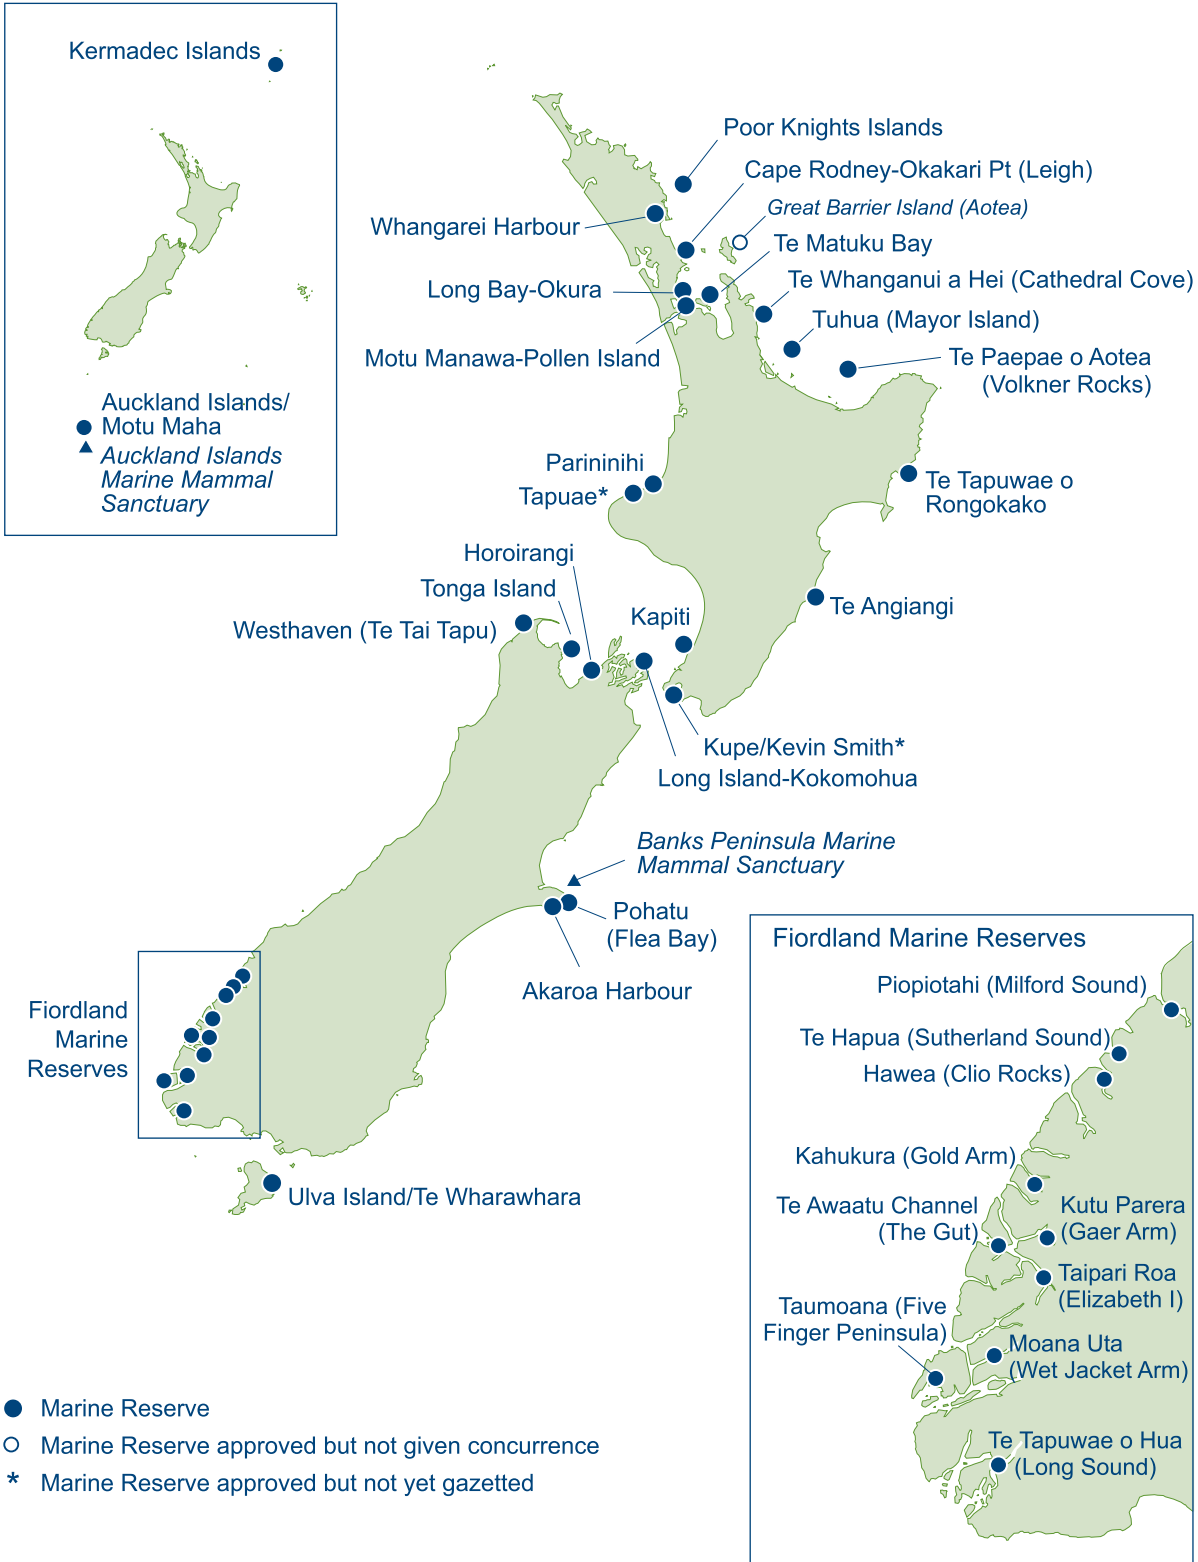 Kermadec Islands
Auckland Islands/
Motu Maha
Auckland Islands
Marine Mammal
Sanctuary
Poor Knights Islands
Cape Rodney-Okakari Pt (Leigh)
Great Barrier Island (Aotea)
Whangarei Harbour
Te Matuku Bay
Te Whanganui a Hei (Cathedral Cove)
Long Bay-Okura
Tuhua (Mayor Island)
Motu Manawa-Pollen Island
Te Paepae o Aotea
(Volkner Rocks)
Parininihi
Tapuae*
Te Tapuwae o
Rongokako
Horoirangi
Tonga Island
Westhaven (Te Tai Tapu)
Kapiti
Te Angiangi
Kupe/Kevin Smith*
Long Island-Kokomohua
Banks Peninsula Marine
Mammal Sanctuary
Pohatu
(Flea Bay)
Akaroa Harbour
Fiordland
Marine
Reserves
Ulva Island/Te Wharawhara
Fiordland Marine Reserves
Piopiotahi (Milford Sound)
Te Hapua (Sutherland Sound)
Hawea (Clio Rocks)
Kahukura (Gold Arm)
Te Awaatu Channel
(The Gut)
Kutu Parera
(Gaer Arm)
Taipari Roa
(Elizabeth I)
Taumoana (Five
Finger Peninsula)
Moana Uta
(Wet Jacket Arm)
Te Tapuwae o Hua
(Long Sound)
Marine Reserve
Marine Reserve approved but not given concurrence
* Marine Reserve approved but not yet gazetted